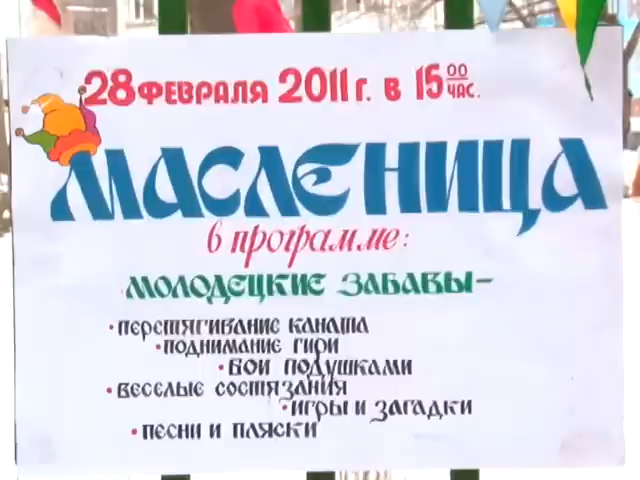 28 ФЕВРАЛЯ 2011 г. В 15 00 ЧАС.
МАСЛЕНИЦА
в программе:
МОЛОДЕЦКИЕ ЗАБАВЫ–
• ПЕРЕТЯГИВАНИЕ КАНАТА
• ПОДНИМАНИЕ ГИРИ
• БОИ ПОДУШКАМИ
• ВЕСЕЛЫЕ СОСТЯЗАНИЯ
• ИГРЫ И ЗАГАДКИ
• ПЕСНИ И ПЛЯСКИ